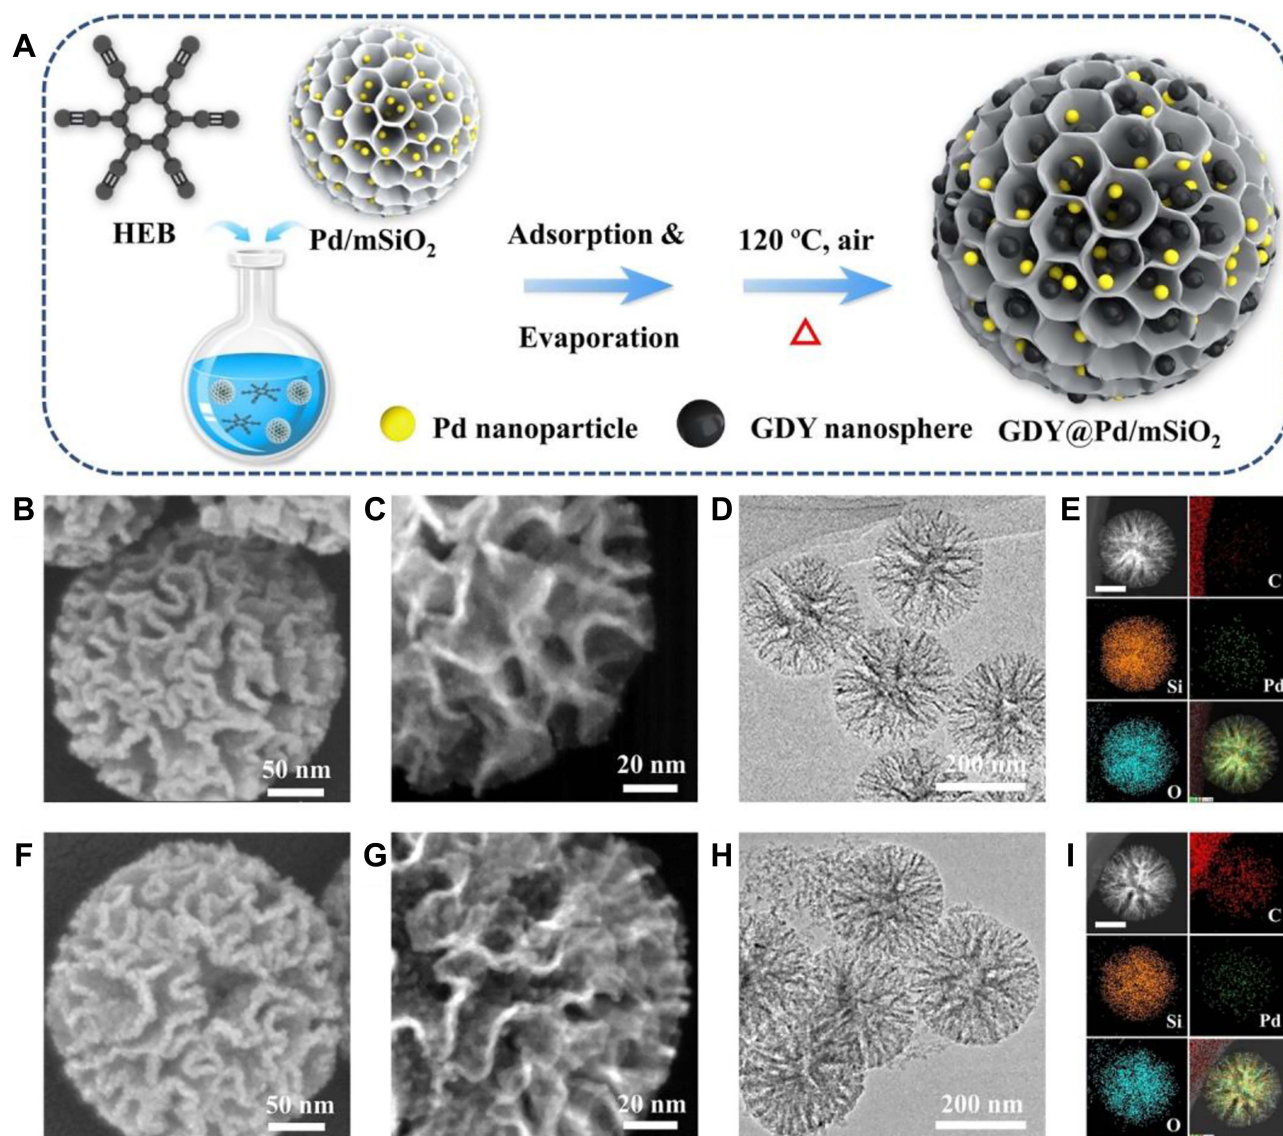 A
HEB
Pd/mSiO₂
Adsorption &
Evaporation
120 °C, air
Pd nanoparticle
GDY nanosphere
GDY@Pd/mSiO₂
B
50 nm
C
20 nm
D
200 nm
E
C
Si
Pd
O
F
50 nm
G
20 nm
H
200 nm
I
C
Si
Pd
O